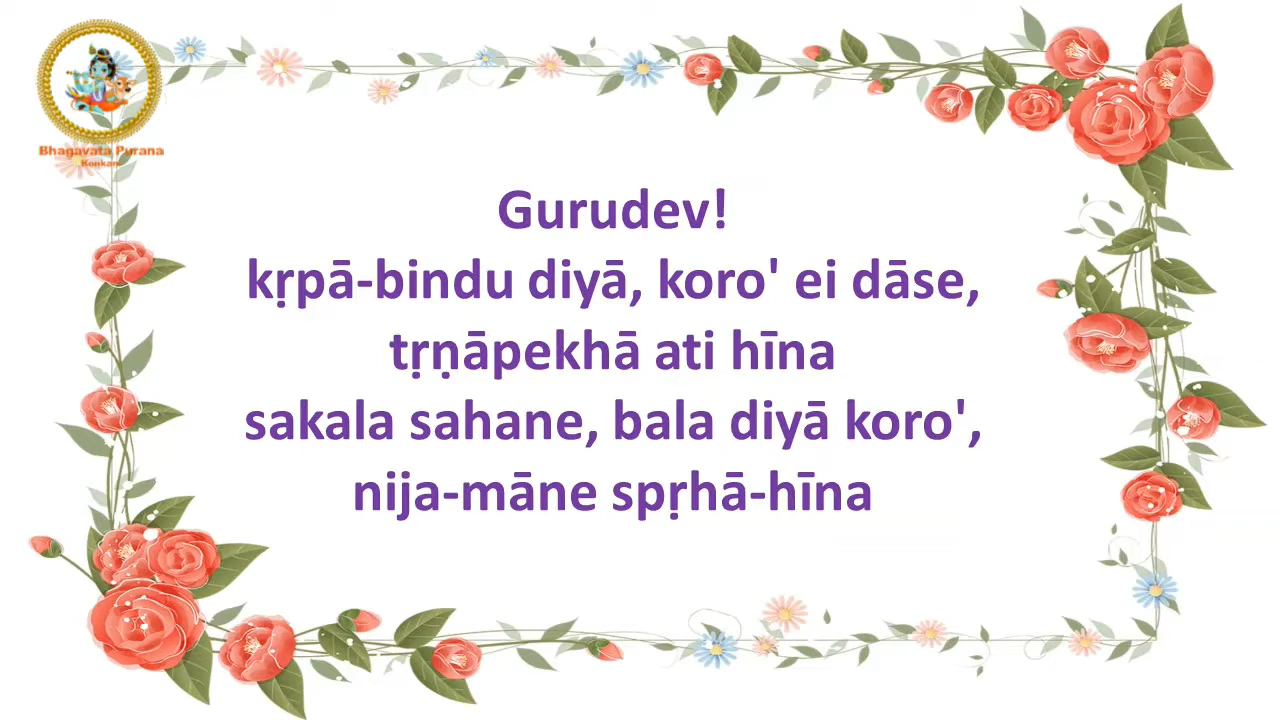 Bhagavata Purana
Konkani
Gurudev!
kṛpā-bindu diyā, koro' ei dāse,
tṛṇāpekhā ati hīna
sakala sahane, bala diyā koro',
nija-māne spṛhā-hīna